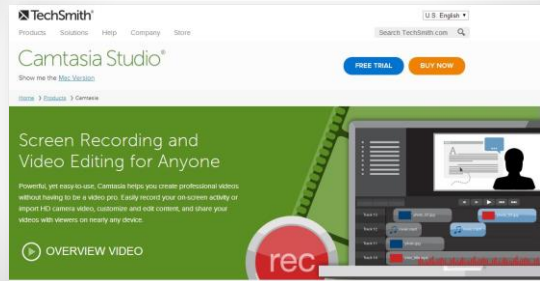 TechSmith®
U.S. English
Products Solutions Help Company Store
Search TechSmith.com
Camtasia Studio®
Show me the Mac Version
FREE TRIAL
BUY NOW
Home > Products > Camtasia
Screen Recording and
Video Editing for Anyone
Powerful, yet easy-to-use, Camtasia helps you create professional videos
without having to be a video pro. Easily record your on-screen activity or
import HD camera video, customize and edit content, and share your
videos with viewers on nearly any device.
OVERVIEW VIDEO
rec
A